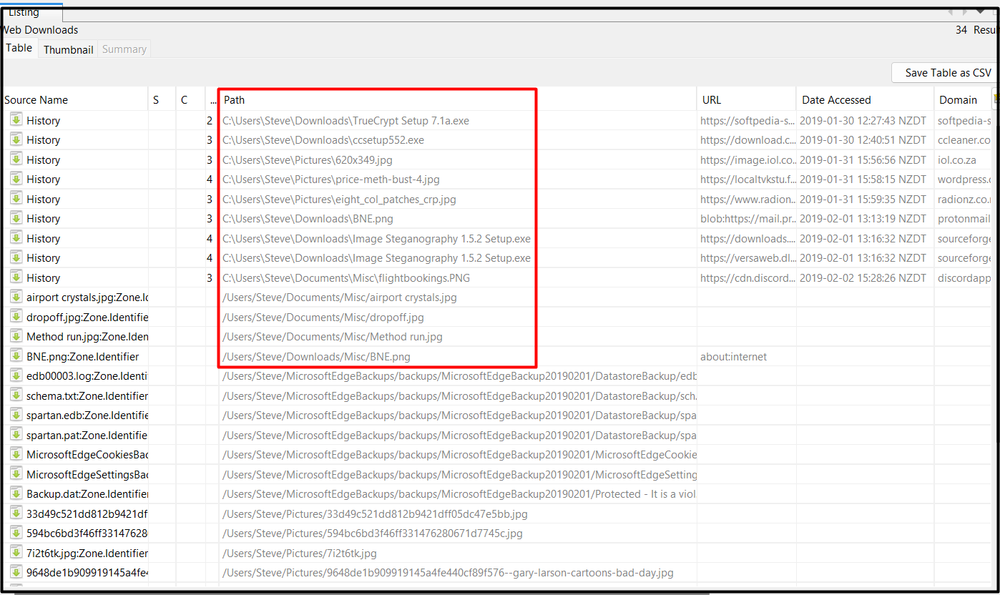 Listing
Web Downloads 34 Resu
Table Thumbnail Summary
Save Table as CSV
Source Name S C ... Path URL Date Accessed Domain
History 2 C:\Users\Steve\Downloads\TrueCrypt Setup 7.1a.exe https://softpedia-s... 2019-01-30 12:27:43 NZDT softpedia-s
History 3 C:\Users\Steve\Downloads\ccsetup552.exe https://download.c... 2019-01-30 12:40:51 NZDT ccleaner.co
History 3 C:\Users\Steve\Pictures\620x349.jpg https://image.iol.co... 2019-01-31 15:56:56 NZDT iol.co.za
History 4 C:\Users\Steve\Pictures\price-meth-bust-4.jpg https://localtvkstu.f... 2019-01-31 15:58:15 NZDT wordpress.c
History 3 C:\Users\Steve\Pictures\eight_col_patches_crp.jpg https://www.radion... 2019-01-31 15:59:35 NZDT radionz.co.
History 3 C:\Users\Steve\Downloads\BNE.png blob:https://mail.pr... 2019-02-01 13:13:19 NZDT protonmail
History 4 C:\Users\Steve\Downloads\Image Steganography 1.5.2 Setup.exe https://downloads.... 2019-02-01 13:16:32 NZDT sourceforge
History 4 C:\Users\Steve\Downloads\Image Steganography 1.5.2 Setup.exe https://versaweb.dl... 2019-02-01 13:16:32 NZDT sourceforge
History 3 C:\Users\Steve\Documents\Misc\flightbookings.PNG https://cdn.discord... 2019-02-02 15:28:26 NZDT discordapp
airport crystals.jpg:Zone.Ic /Users/Steve/Documents/Misc/airport crystals.jpg
dropoff.jpg:Zone.Identifie /Users/Steve/Documents/Misc/dropoff.jpg
Method run.jpg:Zone.Iden /Users/Steve/Documents/Misc/Method run.jpg
BNE.png:Zone.Identifier /Users/Steve/Downloads/Misc/BNE.png about:internet
edb00003.log:Zone.Identi /Users/Steve/MicrosoftEdgeBackups/backups/MicrosoftEdgeBackup20190201/DatastoreBackup/edb
schema.txt:Zone.Identifier /Users/Steve/MicrosoftEdgeBackups/backups/MicrosoftEdgeBackup20190201/DatastoreBackup/sch.
spartan.edb:Zone.Identifie /Users/Steve/MicrosoftEdgeBackups/backups/MicrosoftEdgeBackup20190201/DatastoreBackup/spa
spartan.pat:Zone.Identifie /Users/Steve/MicrosoftEdgeBackups/backups/MicrosoftEdgeBackup20190201/DatastoreBackup/spa
MicrosoftEdgeCookiesBac /Users/Steve/MicrosoftEdgeBackups/backups/MicrosoftEdgeBackup20190201/MicrosoftEdgeCookie
MicrosoftEdgeSettingsBac /Users/Steve/MicrosoftEdgeBackups/backups/MicrosoftEdgeBackup20190201/MicrosoftEdgeSetting
Backup.dat:Zone.Identifier /Users/Steve/MicrosoftEdgeBackups/backups/MicrosoftEdgeBackup20190201/Protected - It is a viol
33d49c521dd812b9421df /Users/Steve/Pictures/33d49c521dd812b9421dff05dc47e5bb.jpg
594bc6bd3f46ff33147628 /Users/Steve/Pictures/594bc6bd3f46ff331476280671d7745c.jpg
7i2t6tk.jpg:Zone.Identifier /Users/Steve/Pictures/7i2t6tk.jpg
9648de1b909919145a4fe /Users/Steve/Pictures/9648de1b909919145a4fe440cf89f576--gary-larson-cartoons-bad-day.jpg